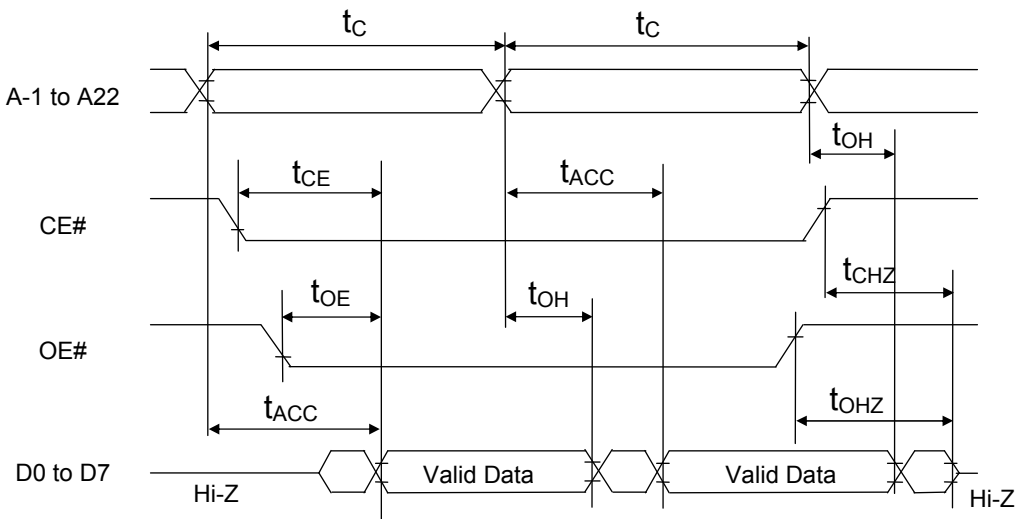 tC tC
A-1 to A22
tOH
tCE tACC
CE#
tCHZ
tOE tOH
OE#
tACC tOHZ
D0 to D7 Valid Data Valid Data
Hi-Z Hi-Z